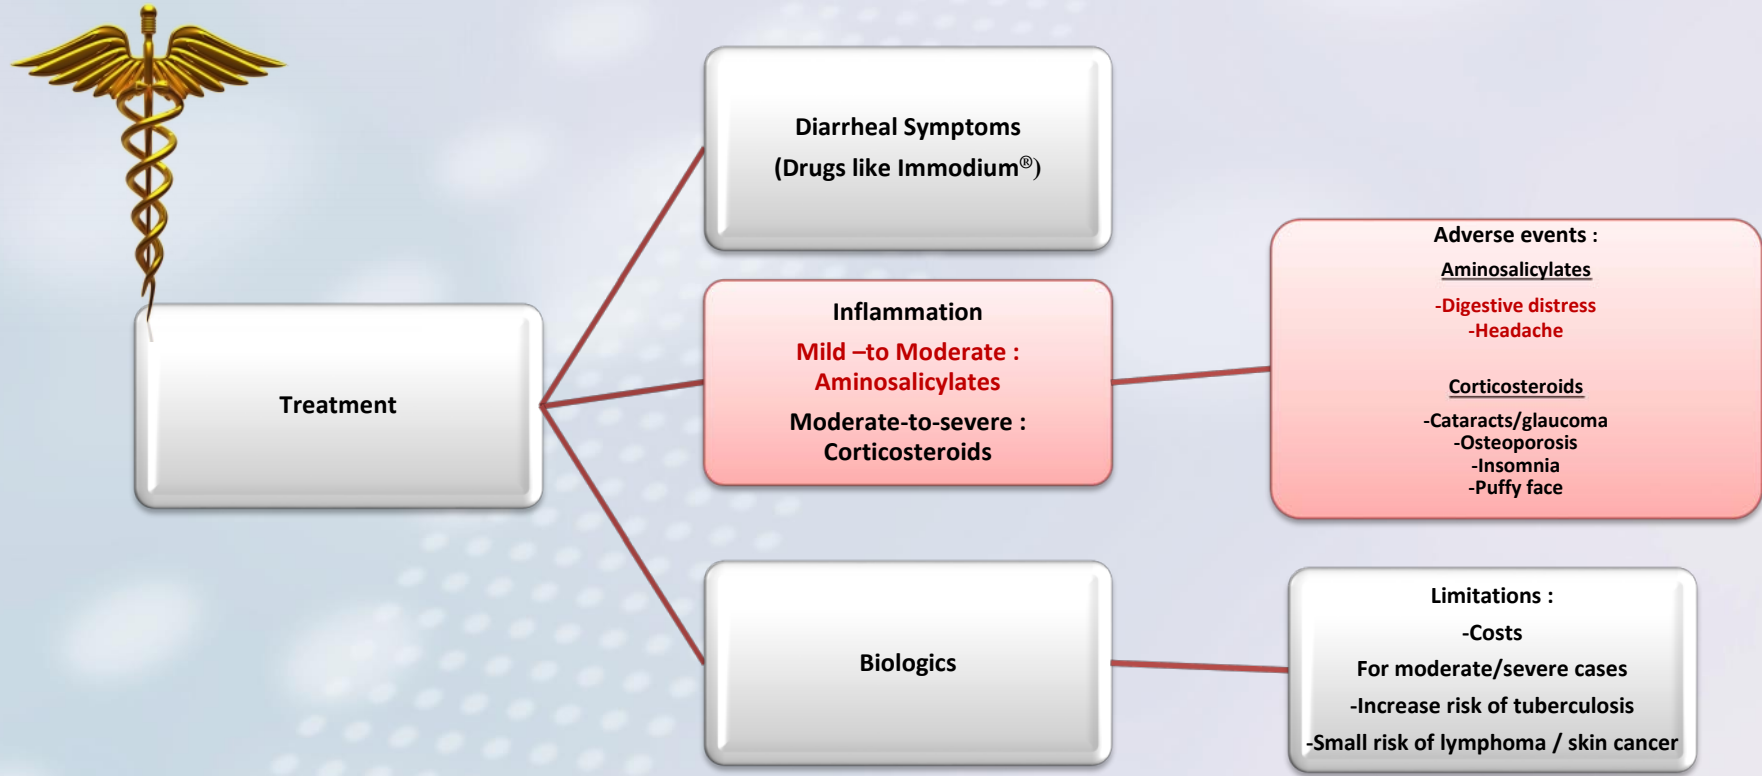 Treatment
Diarrheal Symptoms
(Drugs like Immodium®)
Inflammation
Mild –to Moderate :
Aminosalicylates
Moderate-to-severe :
Corticosteroids
Biologics
Adverse events :
Aminosalicylates
-Digestive distress
-Headache
Corticosteroids
-Cataracts/glaucoma
-Osteoporosis
-Insomnia
-Puffy face
Limitations :
-Costs
For moderate/severe cases
-Increase risk of tuberculosis
-Small risk of lymphoma / skin cancer